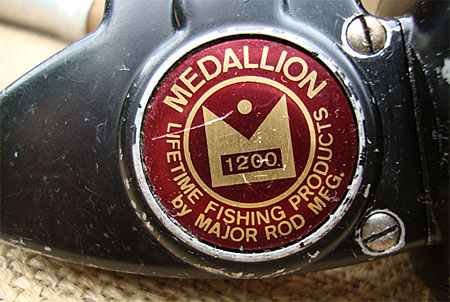 MEDALLION
1200
LIFETIME FISHING PRODUCTS
by MAJOR ROD MFG.